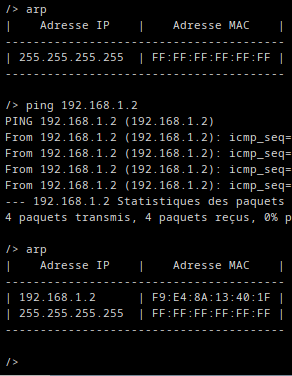 /> arp
|    Adresse IP    |    Adresse MAC    |
------------------------------------------
| 255.255.255.255  | FF:FF:FF:FF:FF:FF |
------------------------------------------
/> ping 192.168.1.2
PING 192.168.1.2 (192.168.1.2)
From 192.168.1.2 (192.168.1.2): icmp_seq=
From 192.168.1.2 (192.168.1.2): icmp_seq=
From 192.168.1.2 (192.168.1.2): icmp_seq=
From 192.168.1.2 (192.168.1.2): icmp_seq=
--- 192.168.1.2 Statistiques des paquets
4 paquets transmis, 4 paquets reçus, 0% p
/> arp
|    Adresse IP    |    Adresse MAC    |
------------------------------------------
| 192.168.1.2      | F9:E4:8A:13:40:1F |
| 255.255.255.255  | FF:FF:FF:FF:FF:FF |
------------------------------------------
/>